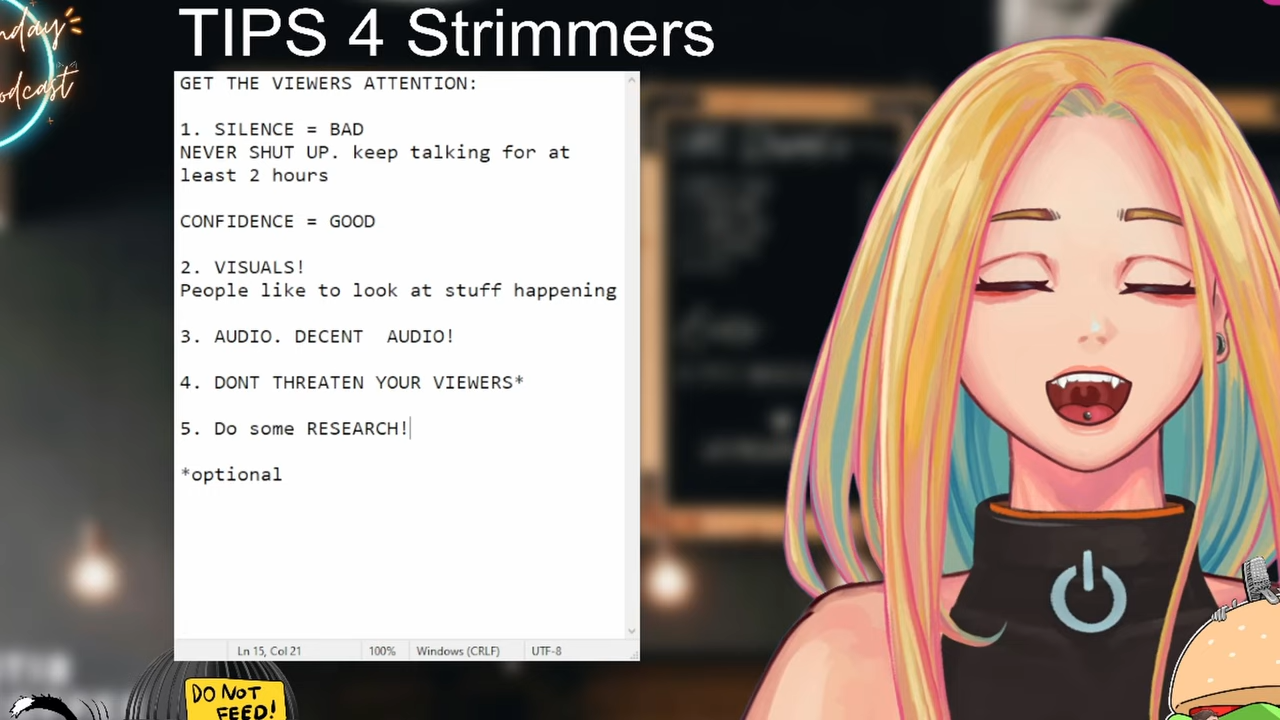 TIPS 4 Strimmers
GET THE VIEWERS ATTENTION:
1. SILENCE = BAD
NEVER SHUT UP. keep talking for at
least 2 hours
CONFIDENCE = GOOD
2. VISUALS!
People like to look at stuff happening
3. AUDIO. DECENT  AUDIO!
4. DONT THREATEN YOUR VIEWERS*
5. Do some RESEARCH!
*optional
Ln 15, Col 21
100%
Windows (CRLF)
UTF-8
DO NOT
FEED!